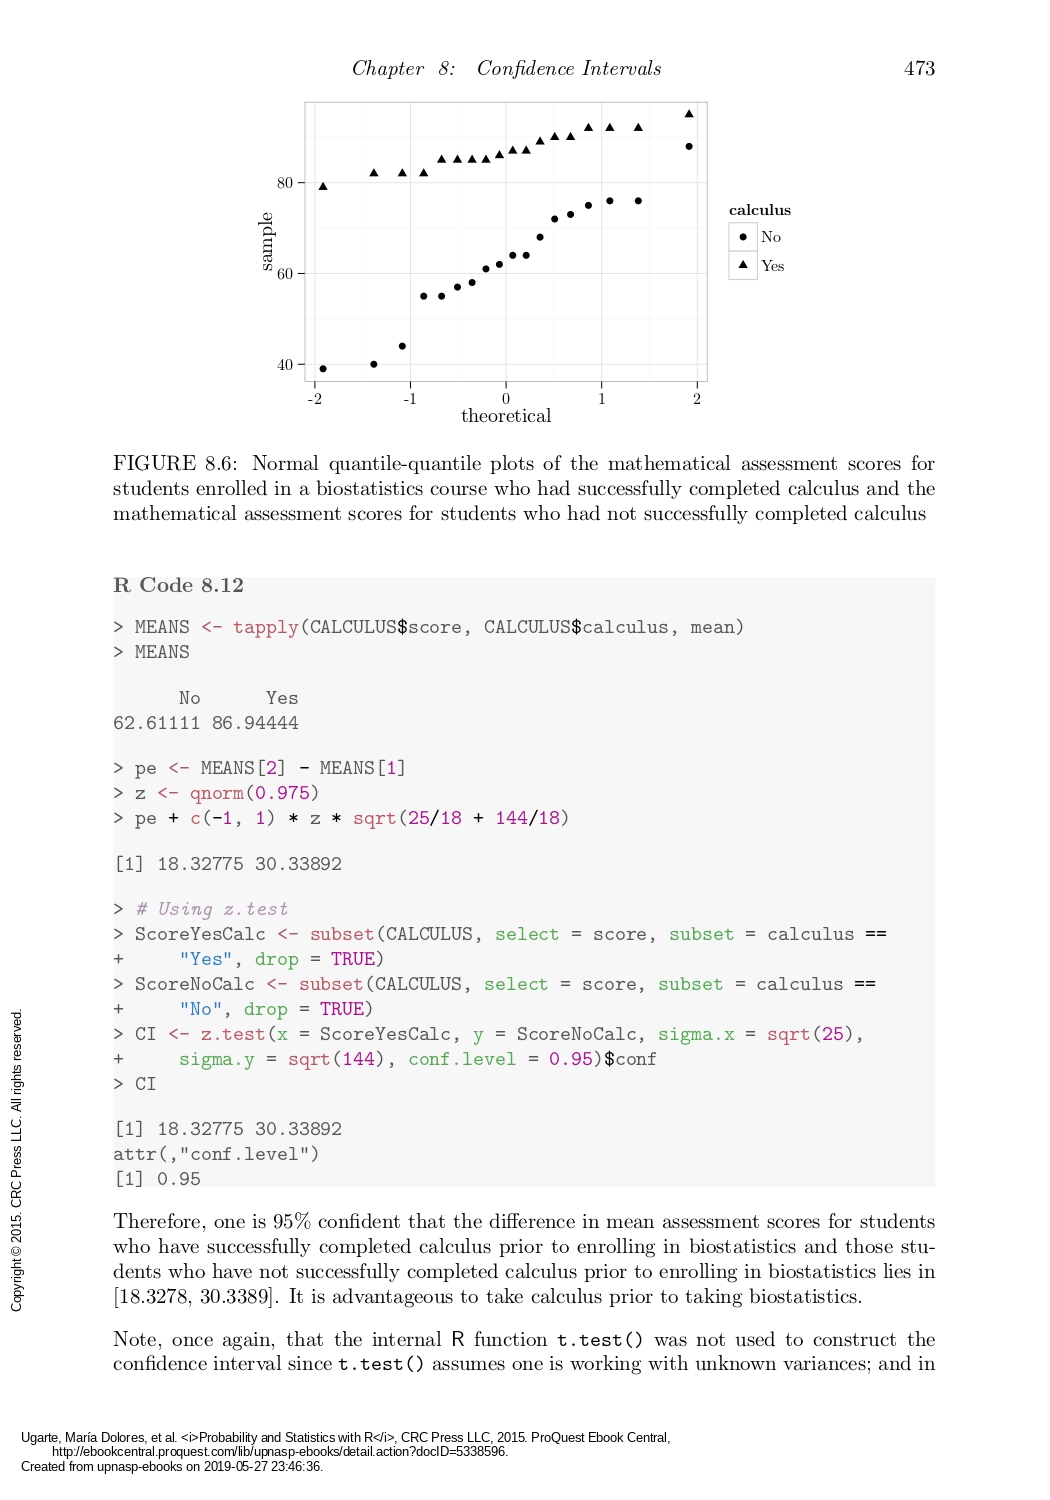 Chapter 8: Confidence Intervals 473
80
60
40
sample
-2 -1 0 1 2
theoretical
calculus
No
Yes
FIGURE 8.6: Normal quantile-quantile plots of the mathematical assessment scores for
students enrolled in a biostatistics course who had successfully completed calculus and the
mathematical assessment scores for students who had not successfully completed calculus
R Code 8.12
> MEANS <- tapply(CALCULUS$score, CALCULUS$calculus, mean)
> MEANS
No Yes
62.61111 86.94444
> pe <- MEANS[2] - MEANS[1]
> z <- qnorm(0.975)
> pe + c(-1, 1) * z * sqrt(25/18 + 144/18)
[1] 18.32775 30.33892
> # Using z.test
> ScoreYesCalc <- subset(CALCULUS, select = score, subset = calculus ==
+ "Yes", drop = TRUE)
> ScoreNoCalc <- subset(CALCULUS, select = score, subset = calculus ==
+ "No", drop = TRUE)
> CI <- z.test(x = ScoreYesCalc, y = ScoreNoCalc, sigma.x = sqrt(25),
+ sigma.y = sqrt(144), conf.level = 0.95)$conf
> CI
[1] 18.32775 30.33892
attr(,"conf.level")
[1] 0.95
Therefore, one is 95% confident that the difference in mean assessment scores for students
who have successfully completed calculus prior to enrolling in biostatistics and those stu-
dents who have not successfully completed calculus prior to enrolling in biostatistics lies in
[18.3278, 30.3389]. It is advantageous to take calculus prior to taking biostatistics.
Note, once again, that the internal R function t.test() was not used to construct the
confidence interval since t.test() assumes one is working with unknown variances; and in
Copyright © 2015. CRC Press LLC. All rights reserved.
Ugarte, María Dolores, et al. <i>Probability and Statistics with R</i>, CRC Press LLC, 2015. ProQuest Ebook Central,
http://ebookcentral.proquest.com/lib/upnasp-ebooks/detail.action?docID=5338596.
Created from upnasp-ebooks on 2019-05-27 23:46:36.